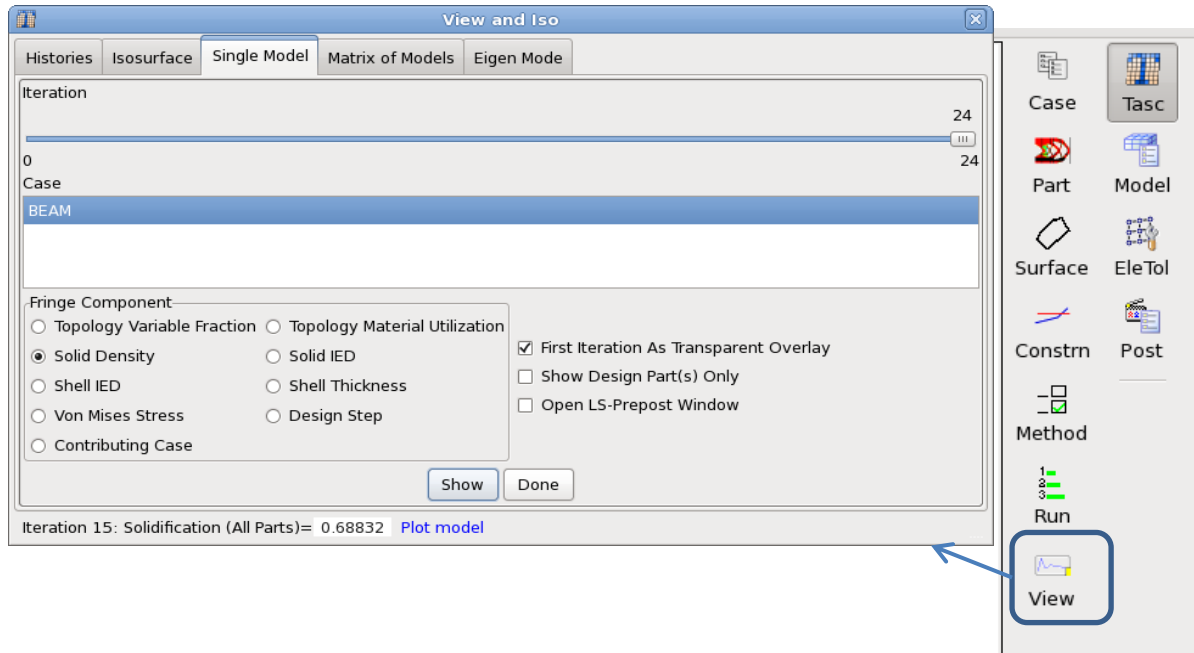 View and Iso
Histories Isosurface Single Model Matrix of Models Eigen Mode
Iteration
24
0 24
Case
BEAM
Fringe Component
Topology Variable Fraction Topology Material Utilization
Solid Density Solid IED
Shell IED Shell Thickness
Von Mises Stress Design Step
Contributing Case
First Iteration As Transparent Overlay
Show Design Part(s) Only
Open LS-Prepost Window
Show Done
Iteration 15: Solidification (All Parts)= 0.68832 Plot model
Case Tasc
Part Model
Surface EleTol
Constrn Post
Method
1
2
3
Run
View